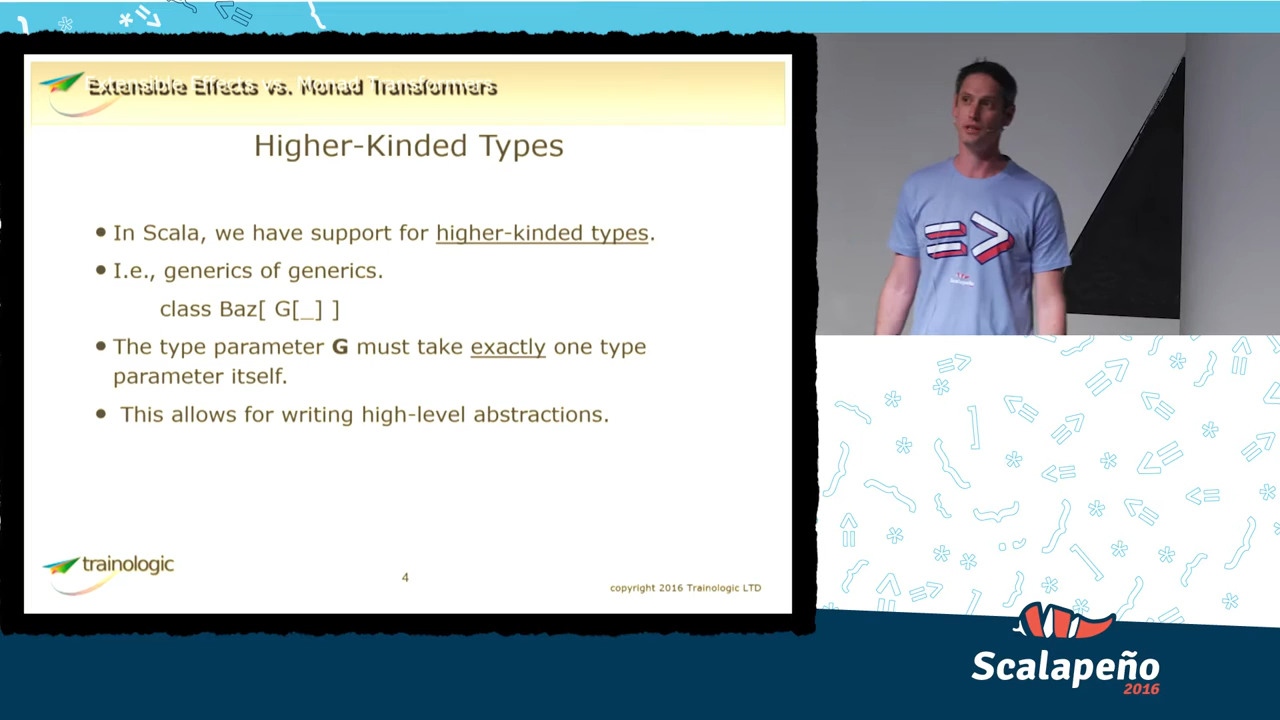 Extensible Effects vs. Monad Transformers
Higher-Kinded Types
• In Scala, we have support for higher-kinded types.
• I.e., generics of generics.
class Baz[ G[_] ]
• The type parameter G must take exactly one type
parameter itself.
• This allows for writing high-level abstractions.
trainologic
4
copyright 2016 Trainologic LTD
=>
Scalapeño
2016